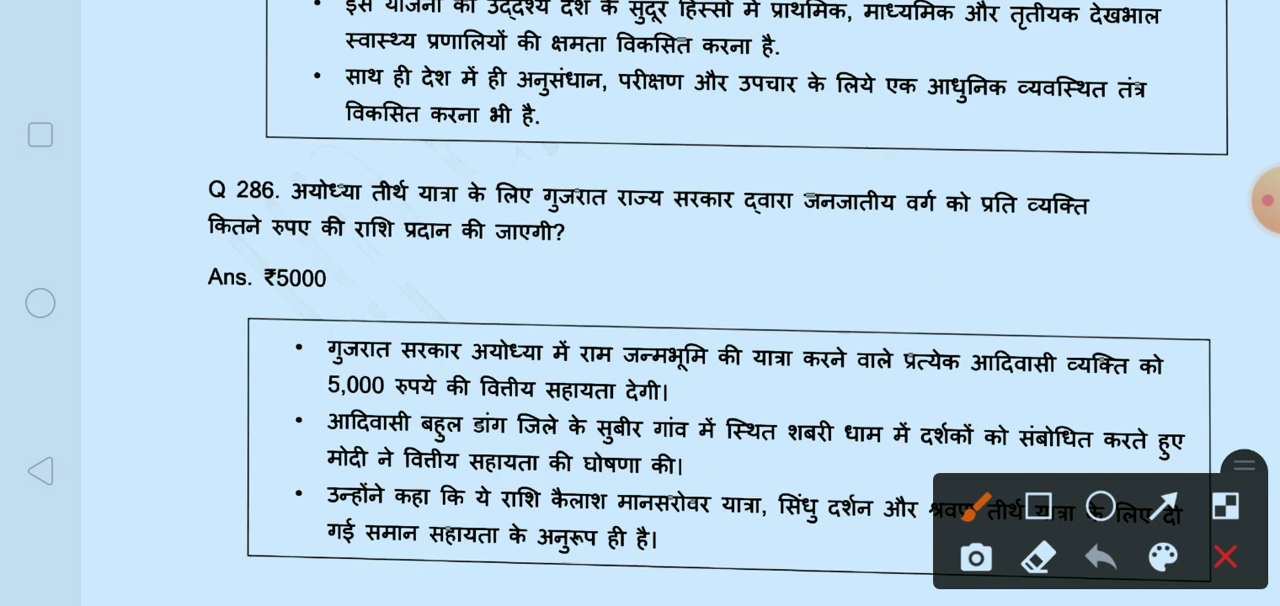 इस योजना का उद्देश्य देश के सुदूर हिस्सों में प्राथमिक, माध्यमिक और तृतीयक देखभाल
स्वास्थ्य प्रणालियों की क्षमता विकसित करना है.
• साथ ही देश में ही अनुसंधान, परीक्षण और उपचार के लिये एक आधुनिक व्यवस्थित तंत्र
विकसित करना भी है.
Q 286. अयोध्या तीर्थ यात्रा के लिए गुजरात राज्य सरकार द्वारा जनजातीय वर्ग को प्रति व्यक्ति
कितने रुपए की राशि प्रदान की जाएगी?
Ans. ₹5000
• गुजरात सरकार अयोध्या में राम जन्मभूमि की यात्रा करने वाले प्रत्येक आदिवासी व्यक्ति को
5,000 रुपये की वित्तीय सहायता देगी।
• आदिवासी बहुल डांग जिले के सुबीर गांव में स्थित शबरी धाम में दर्शकों को संबोधित करते हुए
मोदी ने वित्तीय सहायता की घोषणा की।
• उन्होंने कहा कि ये राशि कैलाश मानसरोवर यात्रा, सिंधु दर्शन और श्रवण तीर्थ यात्रा के लिए दी
गई समान सहायता के अनुरूप ही है।